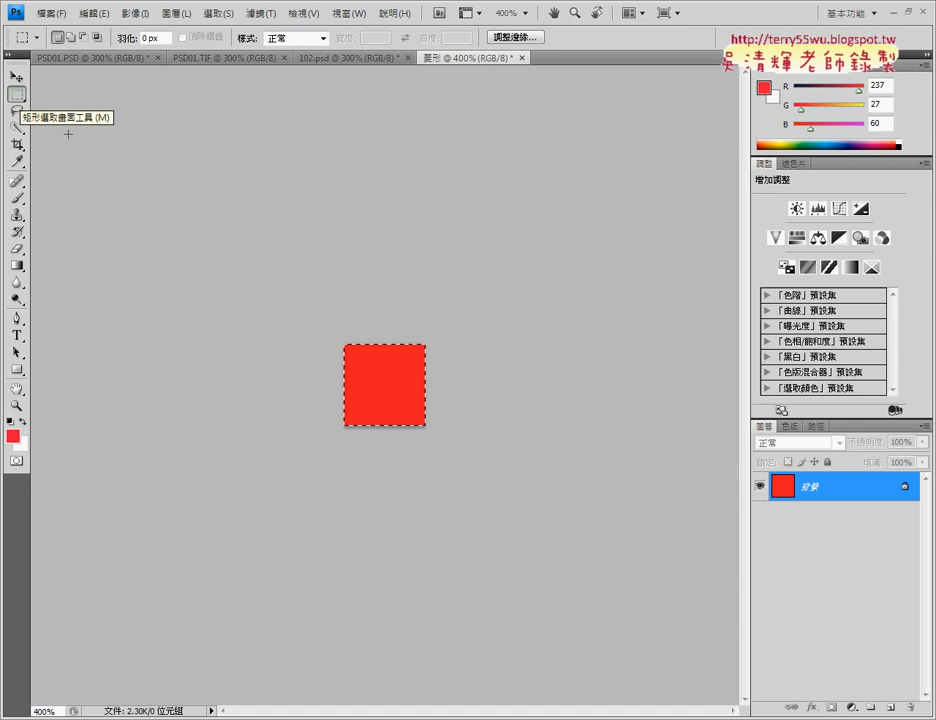 Ps 檔案(F) 編輯(E) 影像(I) 圖層(L) 選取(S) 濾鏡(T) 檢視(V) 視窗(W) 說明(H) Br 400% 基本功能
羽化: 0 px 消除鋸齒 樣式: 正常 寬度: 高度: 調整邊緣...
http://terry55wu.blogspot.tw
吳清輝老師錄製
PSD01.PSD @ 300% (RGB/8) * × PSD01.TIF @ 300% (RGB/8) × 102.psd @ 300% (RGB/8) * × 菱形 @ 400% (RGB/8) * ×
矩形選取畫面工具 (M)
R 237
G 27
B 60
調整 遮色片
增加調整
「色階」預設集
「曲線」預設集
「曝光度」預設集
「色相/飽和度」預設集
「黑白」預設集
「色版混合器」預設集
「選取顏色」預設集
圖層 色版 路徑
正常 不透明度: 100%
鎖定: 填滿: 100%
背景
T
400% 文件: 2.30K/0 位元組
fx